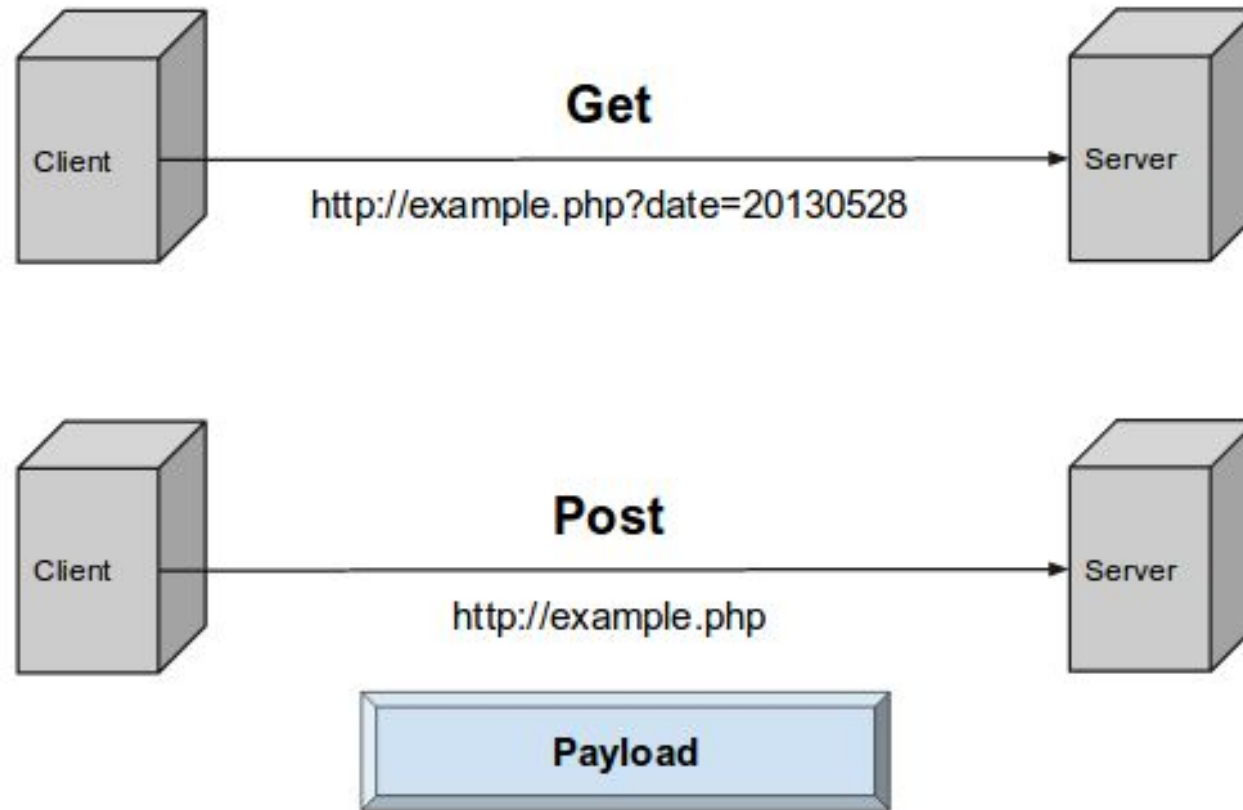 Get
Client
Server
http://example.php?date=20130528
Post
Client
Server
http://example.php
Payload